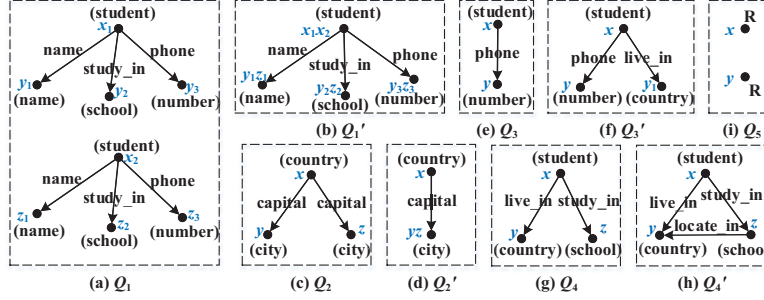 (student)
x1
name
study_in
phone
y1
(name)
y2
(school)
y3
(number)
(student)
x2
name
study_in
phone
z1
(name)
z2
(school)
z3
(number)
(a) Q1
(student)
x1x2
name
study_in
phone
y1z1
(name)
y2z2
(school)
y3z3
(number)
(b) Q1′
(student)
x
phone
y
(number)
(e) Q3
(student)
x
phone
live_in
y
(number)
y1
(country)
(f) Q3′
R
x
y
R
(i) Q5
(country)
x
capital
capital
y
(city)
z
(city)
(c) Q2
(country)
x
capital
yz
(city)
(d) Q2′
(student)
x
live_in
study_in
y
(country)
z
(school)
(g) Q4
(student)
x
live_in
study_in
locate_in
y
(country)
z
(schoo
(h) Q4′